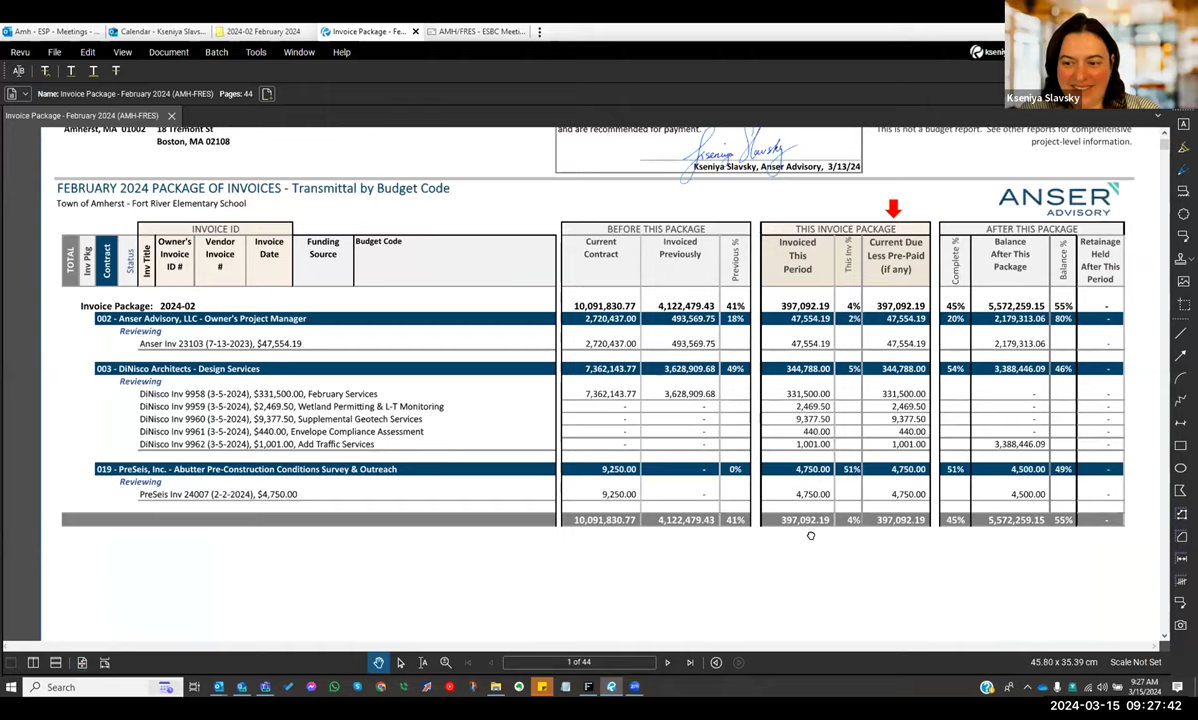 Amh - ESP - Meetings - ... Calendar - Kseniya Slavs... 2024-02 February 2024 Invoice Package - Fe... AMH/FRES - ESBC Meeti...
Revu File Edit View Document Batch Tools Window Help
Name: Invoice Package - February 2024 (AMH-FRES) Pages: 44
Invoice Package - February 2024 (AMH-FRES)
Kseniya Slavsky
Amherst, MA 01002 18 Tremont St and are recommended for payment. This is not a budget report. See other reports for comprehensive
Boston, MA 02108 project-level information.
Kseniya Slavsky
Kseniya Slavsky, Anser Advisory, 3/13/24
FEBRUARY 2024 PACKAGE OF INVOICES - Transmittal by Budget Code
Town of Amherst - Fort River Elementary School
ANSER
ADVISORY
INVOICE ID BEFORE THIS PACKAGE THIS INVOICE PACKAGE AFTER THIS PACKAGE
TOTAL Inv Pkg Contract Status Inv Title Owner's Invoice ID # Vendor Invoice # Invoice Date Funding Source Budget Code Current Contract Invoiced Previously Previous % Invoiced This Period This Inv % Current Due Less Pre-Paid (if any) Complete % Balance After This Package Balance % Retainage Held After This Period
Invoice Package: 2024-02 10,091,830.77 4,122,479.43 41% 397,092.19 4% 397,092.19 45% 5,572,259.15 55% -
002 - Anser Advisory, LLC - Owner's Project Manager 2,720,437.00 493,569.75 18% 47,554.19 2% 47,554.19 20% 2,179,313.06 80% -
Reviewing
Anser Inv 23103 (7-13-2023), $47,554.19 2,720,437.00 493,569.75 47,554.19 47,554.19 2,179,313.06 -
003 - DiNisco Architects - Design Services 7,362,143.77 3,628,909.68 49% 344,788.00 5% 344,788.00 54% 3,388,446.09 46% -
Reviewing
DiNisco Inv 9958 (3-5-2024), $331,500.00, February Services 7,362,143.77 3,628,909.68 331,500.00 331,500.00 - -
DiNisco Inv 9959 (3-5-2024), $2,469.50, Wetland Permitting & L-T Monitoring - - 2,469.50 2,469.50 - -
DiNisco Inv 9960 (3-5-2024), $9,377.50, Supplemental Geotech Services - - 9,377.50 9,377.50 - -
DiNisco Inv 9961 (3-5-2024), $440.00, Envelope Compliance Assessment - - 440.00 440.00 - -
DiNisco Inv 9962 (3-5-2024), $1,001.00, Add Traffic Services - - 1,001.00 1,001.00 3,388,446.09 -
019 - PreSeis, Inc. - Abutter Pre-Construction Conditions Survey & Outreach 9,250.00 - 0% 4,750.00 51% 4,750.00 51% 4,500.00 49% -
Reviewing
PreSeis Inv 24007 (2-2-2024), $4,750.00 9,250.00 - 4,750.00 4,750.00 4,500.00 -
10,091,830.77 4,122,479.43 41% 397,092.19 4% 397,092.19 45% 5,572,259.15 55% -
1 of 44 45.80 x 35.39 cm Scale Not Set
Search 9:27 AM
3/15/2024
2024-03-15 09:27:42